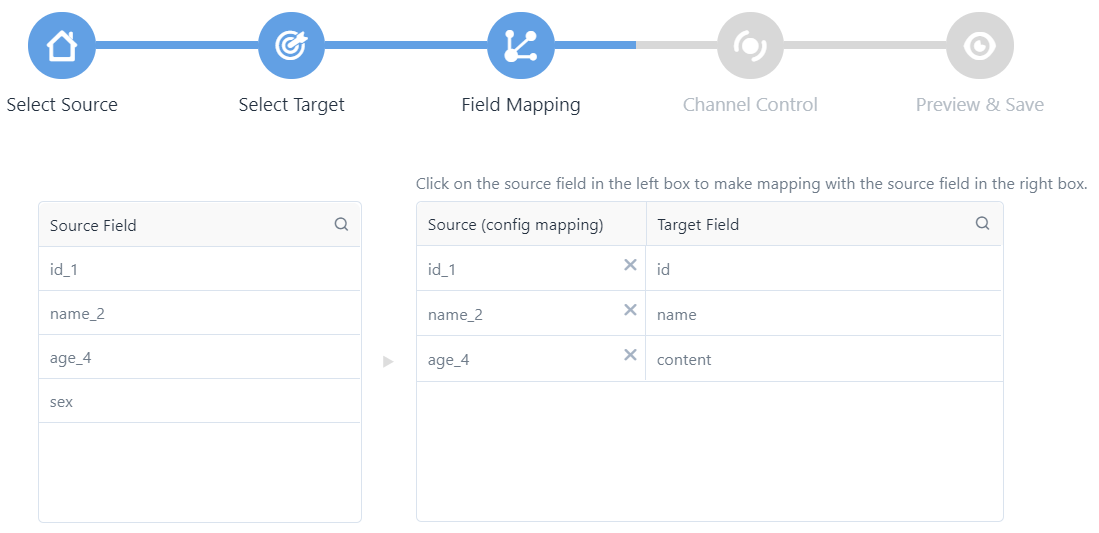 Select Source
Select Target
Field Mapping
Channel Control
Preview & Save
Click on the source field in the left box to make mapping with the source field in the right box.
Source Field
id_1
name_2
age_4
sex
Source (config mapping)
Target Field
id_1
id
name_2
name
age_4
content